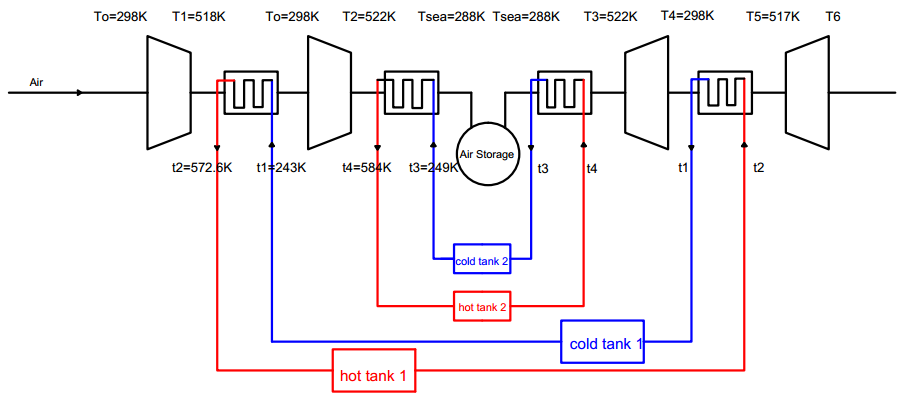 To=298K T1=518K To=298K T2=522K Tsea=288K Tsea=288K T3=522K T4=298K T5=517K T6
Air
Air Storage
t2=572.6K t1=243K t4=584K t3=249K t3 t4 t1 t2
cold tank 2
hot tank 2
cold tank 1
hot tank 1